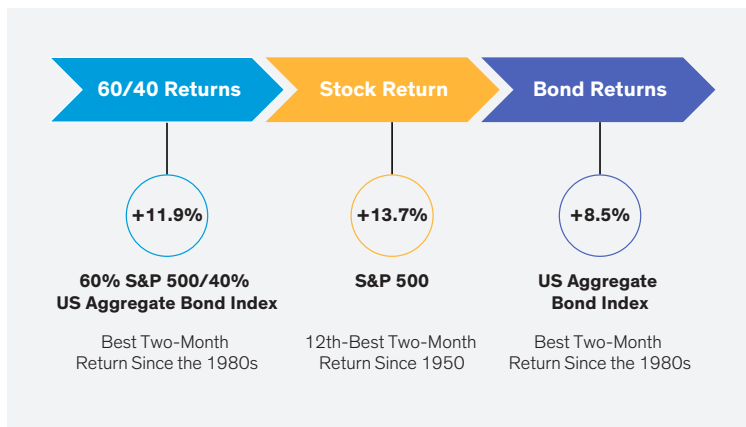 60/40 Returns
Stock Return
Bond Returns
+11.9%
+13.7%
+8.5%
60% S&P 500/40%
US Aggregate Bond Index
S&P 500
US Aggregate
Bond Index
Best Two-Month
Return Since the 1980s
12th-Best Two-Month
Return Since 1950
Best Two-Month
Return Since the 1980s